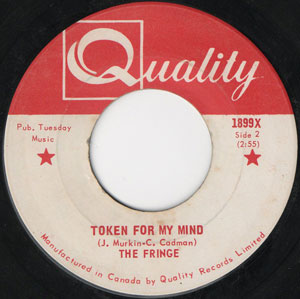 Quality
Pub. Tuesday
Music
1899X
Side 2
(2:55)
TOKEN FOR MY MIND
(J. Murkin-C. Cadman)
THE FRINGE
Manufactured in Canada by Quality Records Limited